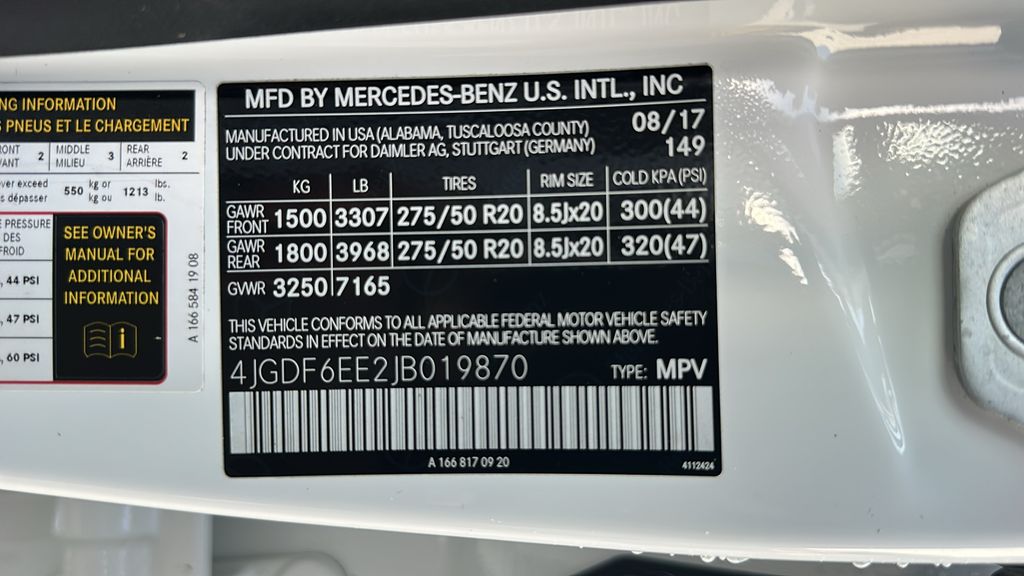 NG INFORMATION
S PNEUS ET LE CHARGEMENT
RONT 2 MIDDLE 3 REAR 2
VANT MILIEU ARRIÈRE
ver exceed 550 kg or 1213 lbs.
s dépasser kg ou lb.
E PRESSURE
DES
FROID
, 44 PSI
, 47 PSI
, 60 PSI
SEE OWNER'S
MANUAL FOR
ADDITIONAL
INFORMATION
A 166 584 19 08
MFD BY MERCEDES-BENZ U.S. INTL., INC
MANUFACTURED IN USA (ALABAMA, TUSCALOOSA COUNTY) 08/17
UNDER CONTRACT FOR DAIMLER AG, STUTTGART (GERMANY) 149
KG LB TIRES RIM SIZE COLD KPA (PSI)
GAWR FRONT 1500 3307 275/50 R20 8.5Jx20 300(44)
GAWR REAR 1800 3968 275/50 R20 8.5Jx20 320(47)
GVWR 3250 7165
THIS VEHICLE CONFORMS TO ALL APPLICABLE FEDERAL MOTOR VEHICLE SAFETY
STANDARDS IN EFFECT ON THE DATE OF MANUFACTURE SHOWN ABOVE.
4JGDF6EE2JB019870 TYPE: MPV
A 166 817 09 20
4112424